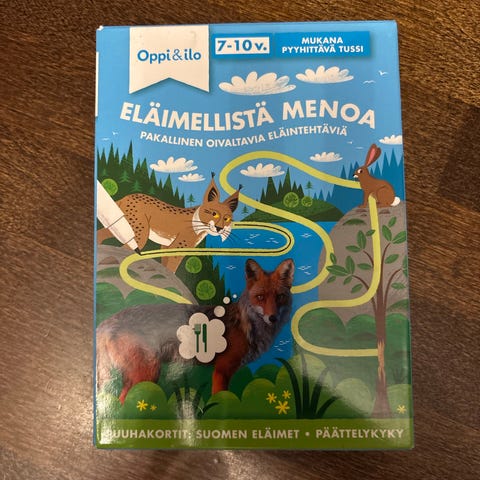 Oppi&ilo
7-10 v.
MUKANA
PYYHITTÄVÄ TUSSI
ELÄIMELLISTÄ MENOA
PAKALLINEN OIVALTAVIA ELÄINTEHTÄVIÄ
PUUHAKORTIT: SUOMEN ELÄIMET • PÄÄTTELYKYKY